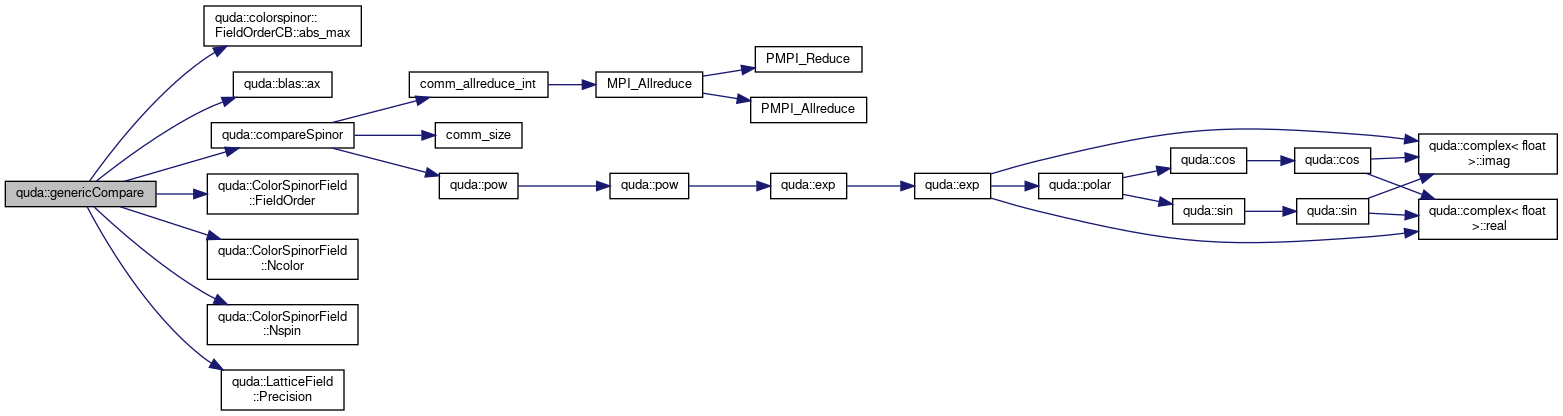 quda::colorspinor::
FieldOrderCB::abs_max
quda::blas::ax
quda::compareSpinor
quda::genericCompare
quda::ColorSpinorField
::FieldOrder
quda::ColorSpinorField
::Ncolor
quda::ColorSpinorField
::Nspin
quda::LatticeField
::Precision
comm_allreduce_int
comm_size
quda::pow
MPI_Allreduce
PMPI_Reduce
PMPI_Allreduce
quda::pow
quda::exp
quda::exp
quda::polar
quda::cos
quda::sin
quda::cos
quda::sin
quda::complex< float
>::imag
quda::complex< float
>::real